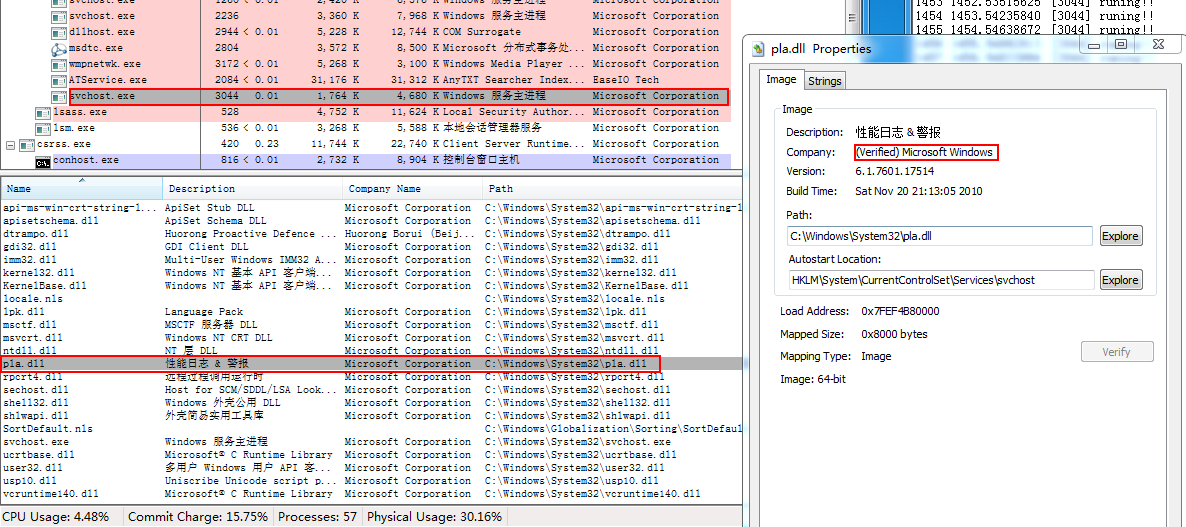 svchost.exe 1200 < 0.01 2,420 K 6,576 K Windows 服务主进程 Microsoft Corporation
svchost.exe 2236 3,360 K 7,968 K Windows 服务主进程 Microsoft Corporation
dllhost.exe 2944 < 0.01 5,228 K 12,744 K COM Surrogate Microsoft Corporation
msdtc.exe 2804 3,572 K 8,500 K Microsoft 分布式事务处... Microsoft Corporation
wmpnetwk.exe 3172 < 0.01 5,268 K 3,100 K Windows Media Player ... Microsoft Corporation
ATService.exe 2084 < 0.01 31,176 K 31,312 K AnyTXT Searcher Index... EaseIO Tech
svchost.exe 3044 0.01 1,764 K 4,680 K Windows 服务主进程 Microsoft Corporation
lsass.exe 528 4,752 K 11,624 K Local Security Author... Microsoft Corporation
lsm.exe 536 < 0.01 3,268 K 5,588 K 本地会话管理器服务 Microsoft Corporation
csrss.exe 420 0.23 11,744 K 22,740 K Client Server Runtime... Microsoft Corporation
conhost.exe 816 < 0.01 2,732 K 8,904 K 控制台窗口主机 Microsoft Corporation
Name Description Company Name Path
api-ms-win-crt-string-1... ApiSet Stub DLL Microsoft Corporation C:\Windows\System32\api-ms-win-crt-string-1
apisetschema.dll ApiSet Schema DLL Microsoft Corporation C:\Windows\System32\apisetschema.dll
dtrampo.dll Huorong Proactive Defence ... Huorong Borui (Beij... C:\Windows\System32\dtrampo.dll
gdi32.dll GDI Client DLL Microsoft Corporation C:\Windows\System32\gdi32.dll
imm32.dll Multi-User Windows IMM32 A... Microsoft Corporation C:\Windows\System32\imm32.dll
kernel32.dll Windows NT 基本 API 客户端... Microsoft Corporation C:\Windows\System32\kernel32.dll
KernelBase.dll Windows NT 基本 API 客户端... Microsoft Corporation C:\Windows\System32\KernelBase.dll
locale.nls C:\Windows\System32\locale.nls
lpk.dll Language Pack Microsoft Corporation C:\Windows\System32\lpk.dll
msctf.dll MSCTF 服务器 DLL Microsoft Corporation C:\Windows\System32\msctf.dll
msvcrt.dll Windows NT CRT DLL Microsoft Corporation C:\Windows\System32\msvcrt.dll
ntdll.dll NT 层 DLL Microsoft Corporation C:\Windows\System32\ntdll.dll
pla.dll 性能日志 & 警报 Microsoft Corporation C:\Windows\System32\pla.dll
rpcrt4.dll 远程过程调用运行时 Microsoft Corporation C:\Windows\System32\rpcrt4.dll
sechost.dll Host for SCM/SDDL/LSA Look... Microsoft Corporation C:\Windows\System32\sechost.dll
shell32.dll Windows 外壳公用 DLL Microsoft Corporation C:\Windows\System32\shell32.dll
shlwapi.dll 外壳简易实用工具库 Microsoft Corporation C:\Windows\System32\shlwapi.dll
SortDefault.nls C:\Windows\Globalization\Sorting\SortDefaul
svchost.exe Windows 服务主进程 Microsoft Corporation C:\Windows\System32\svchost.exe
ucrtbase.dll Microsoft® C Runtime Library Microsoft Corporation C:\Windows\System32\ucrtbase.dll
user32.dll 多用户 Windows 用户 API 客... Microsoft Corporation C:\Windows\System32\user32.dll
usp10.dll Uniscribe Unicode script p... Microsoft Corporation C:\Windows\System32\usp10.dll
vcruntime140.dll Microsoft® C Runtime Library Microsoft Corporation C:\Windows\System32\vcruntime140.dll
CPU Usage: 4.48% Commit Charge: 15.75% Processes: 57 Physical Usage: 30.16%
1453 1452.53515625 [3044] runing!!
1454 1453.54235840 [3044] runing!!
1455 1454.54638672 [3044] runing!!
pla.dll Properties
Image Strings
Image
Description: 性能日志 & 警报
Company: (Verified) Microsoft Windows
Version: 6.1.7601.17514
Build Time: Sat Nov 20 21:13:05 2010
Path:
C:\Windows\System32\pla.dll Explore
Autostart Location:
HKLM\System\CurrentControlSet\Services\svchost Explore
Load Address: 0x7FEF4B80000
Mapped Size: 0x8000 bytes
Mapping Type: Image Verify
Image: 64-bit